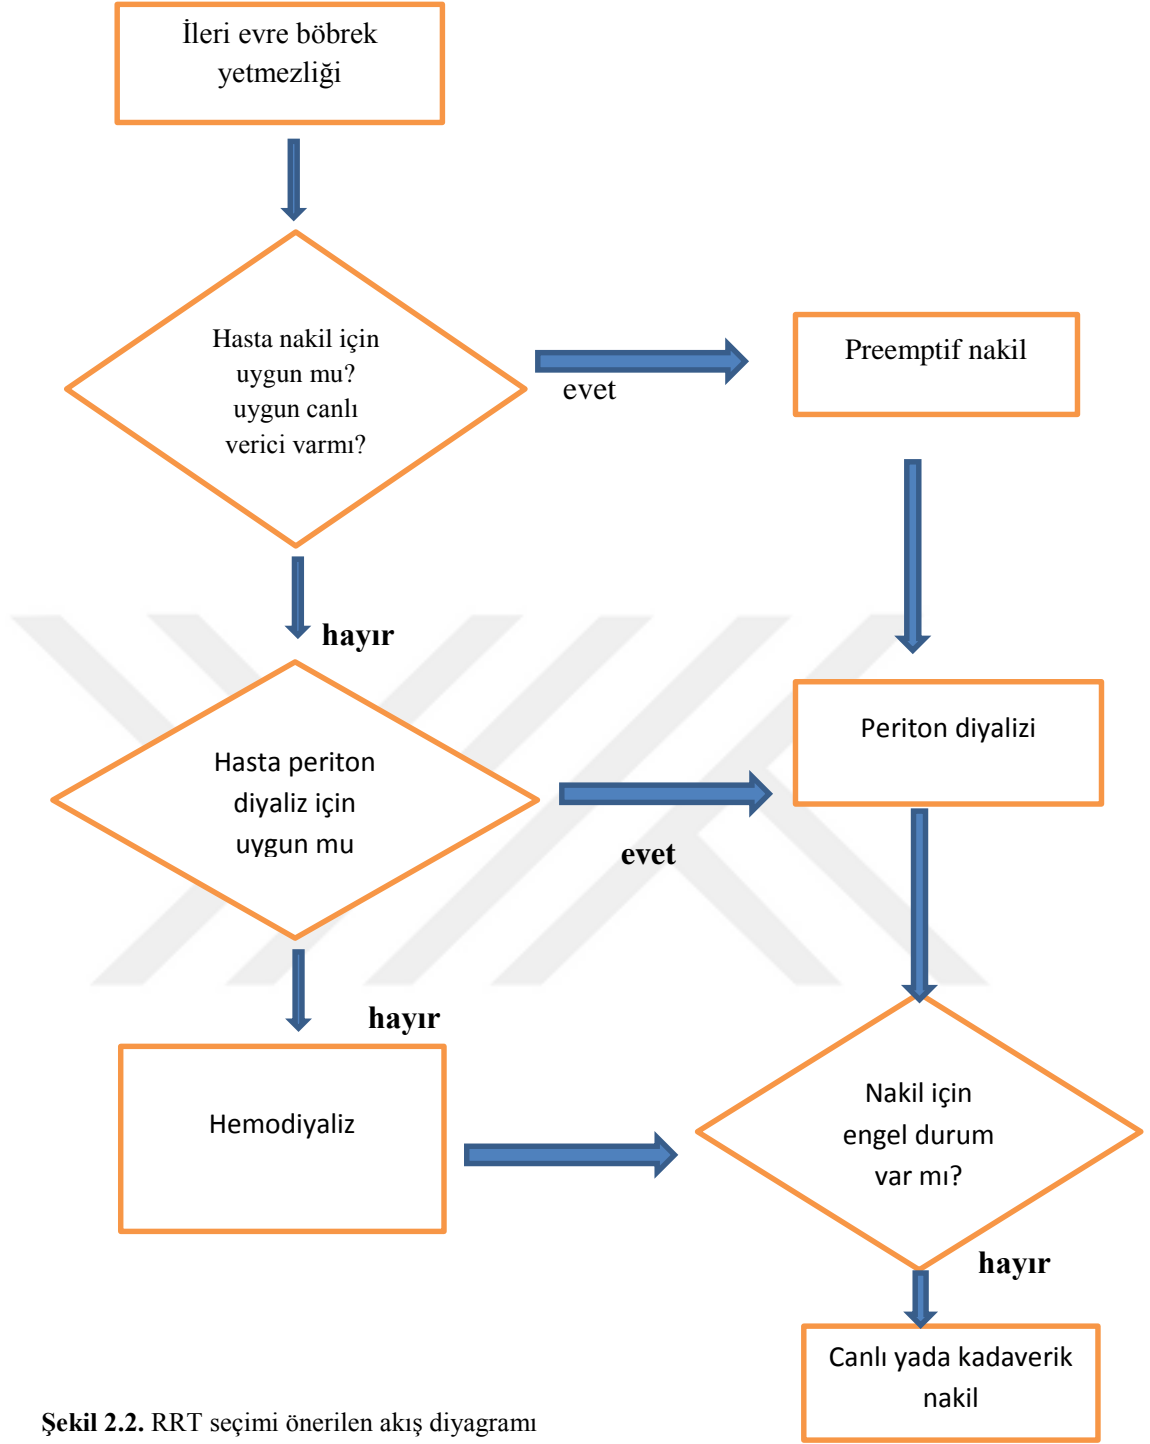 İleri evre böbrek
yetmezliği
Hasta nakil için
uygun mu?
uygun canlı
verici varmı?
evet
Preemptif nakil
hayır
Hasta periton
diyaliz için
uygun mu
evet
Periton diyalizi
hayır
Hemodiyaliz
Nakil için
engel durum
var mı?
hayır
Canlı yada kadaverik
nakil
Şekil 2.2. RRT seçimi önerilen akış diyagramı